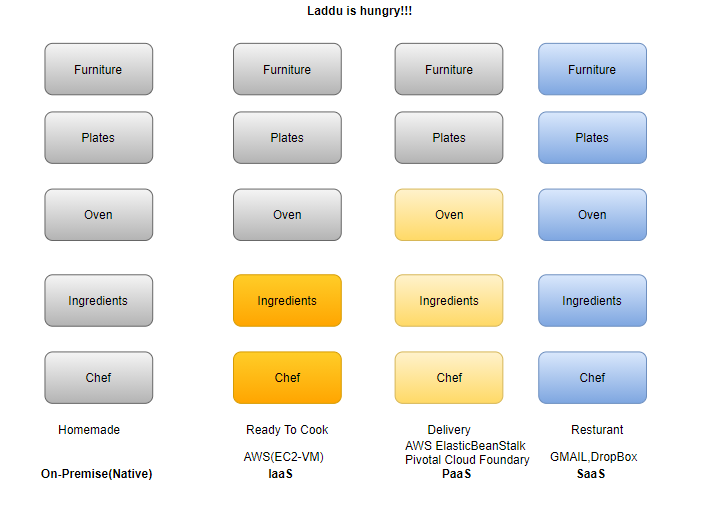 Laddu is hungry!!!
Furniture Furniture Furniture Furniture
Plates Plates Plates Plates
Oven Oven Oven Oven
Ingredients Ingredients Ingredients Ingredients
Chef Chef Chef Chef
Homemade Ready To Cook Delivery Resturant
AWS ElasticBeanStalk
AWS(EC2-VM) Pivotal Cloud Foundary GMAIL,DropBox
On-Premise(Native) IaaS PaaS SaaS